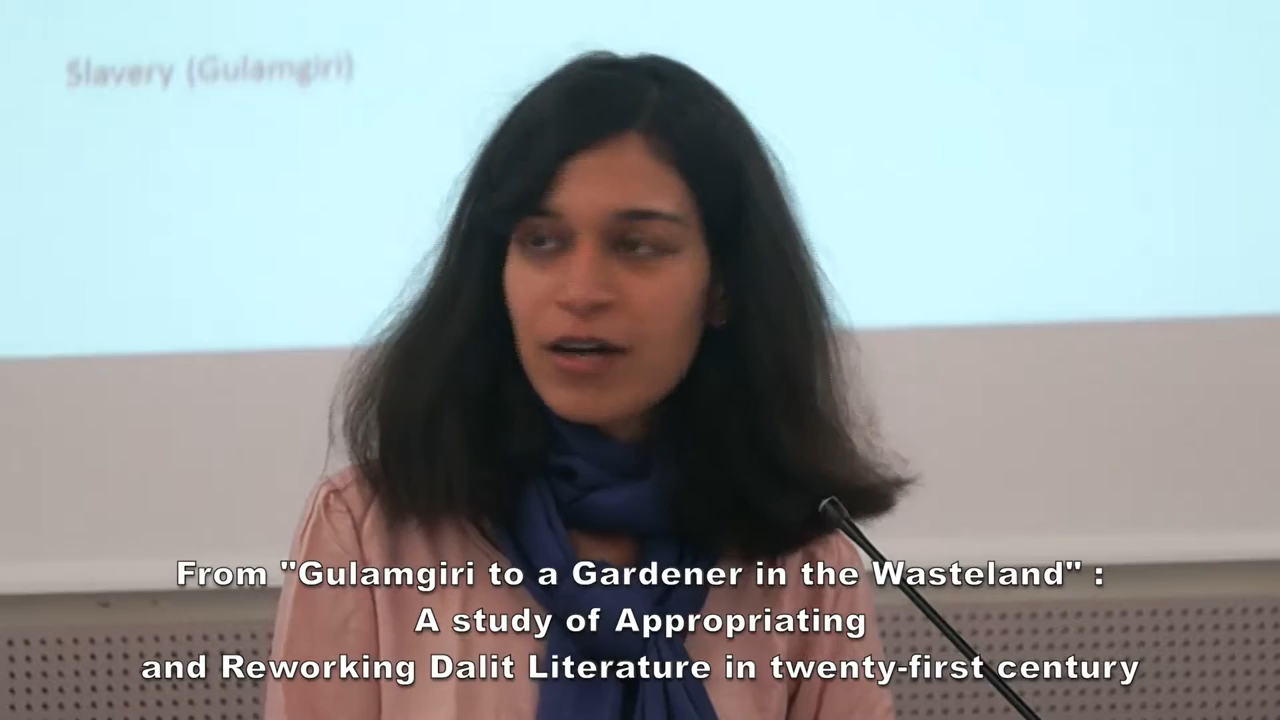 Slavery (Gulamgiri)
From "Gulamgiri to a Gardener in the Wasteland" :
A study of Appropriating
and Reworking Dalit Literature in twenty-first century